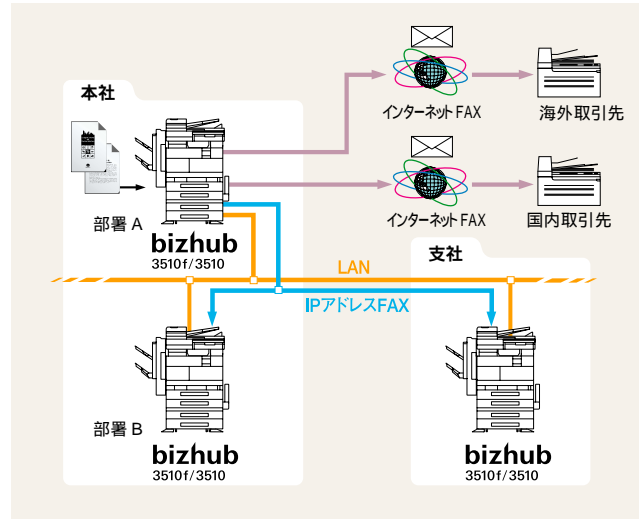 本社
インターネットFAX
海外取引先
部署A
インターネットFAX
国内取引先
bizhub
3510f/3510
支社
LAN
IPアドレスFAX
部署B
bizhub
3510f/3510
bizhub
3510f/3510